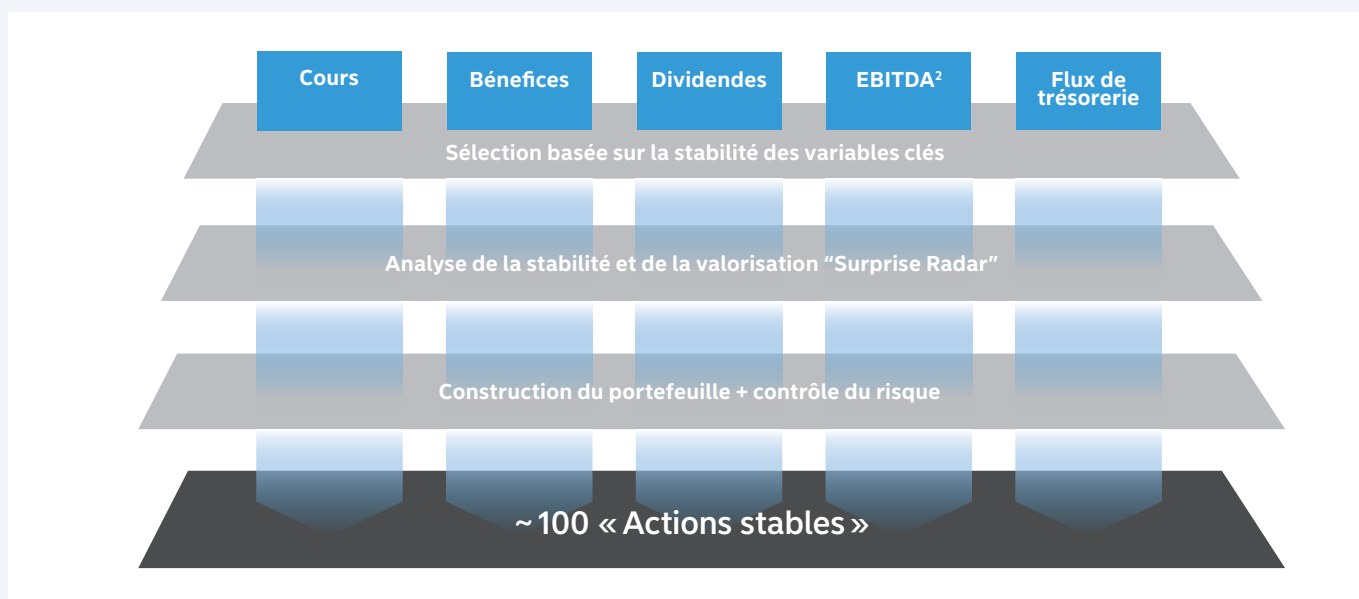 Cours
Bénefices
Dividendes
EBITDA²
Flux de
trésorerie
Sélection basée sur la stabilité des variables clés
Analyse de la stabilité et de la valorisation “Surprise Radar”
Construction du portefeuille + contrôle du risque
~ 100 « Actions stables »